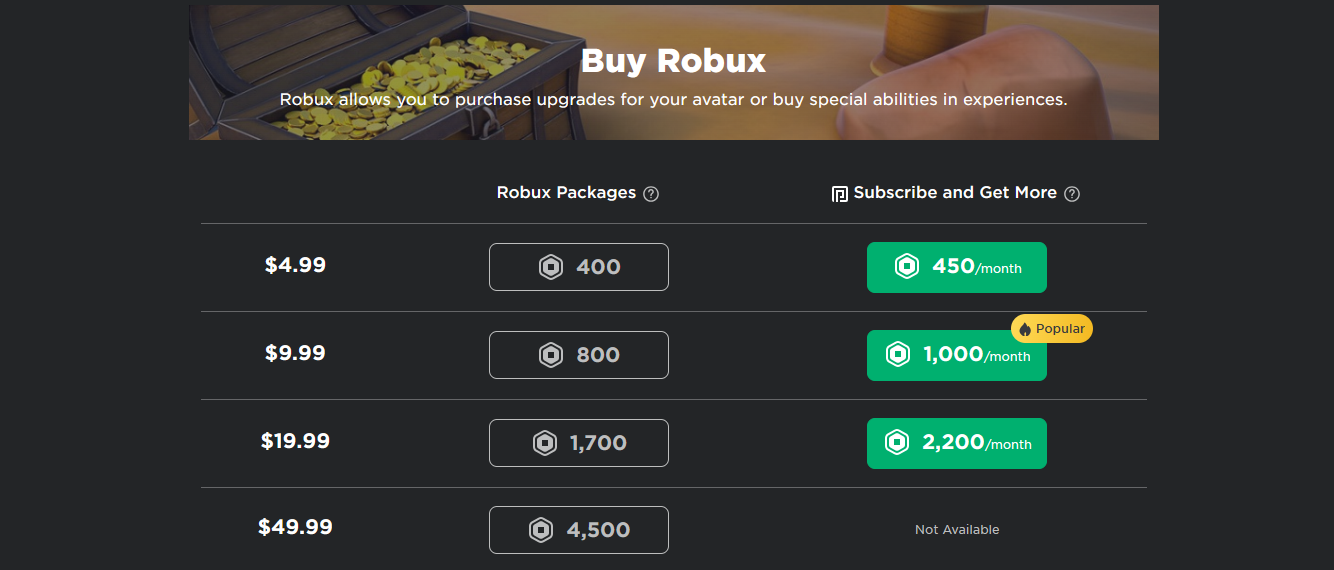 Buy Robux
Robux allows you to purchase upgrades for your avatar or buy special abilities in experiences.
Robux Packages ? Subscribe and Get More ?
$4.99 400 450/month
Popular
$9.99 800 1,000/month
$19.99 1,700 2,200/month
$49.99 4,500 Not Available